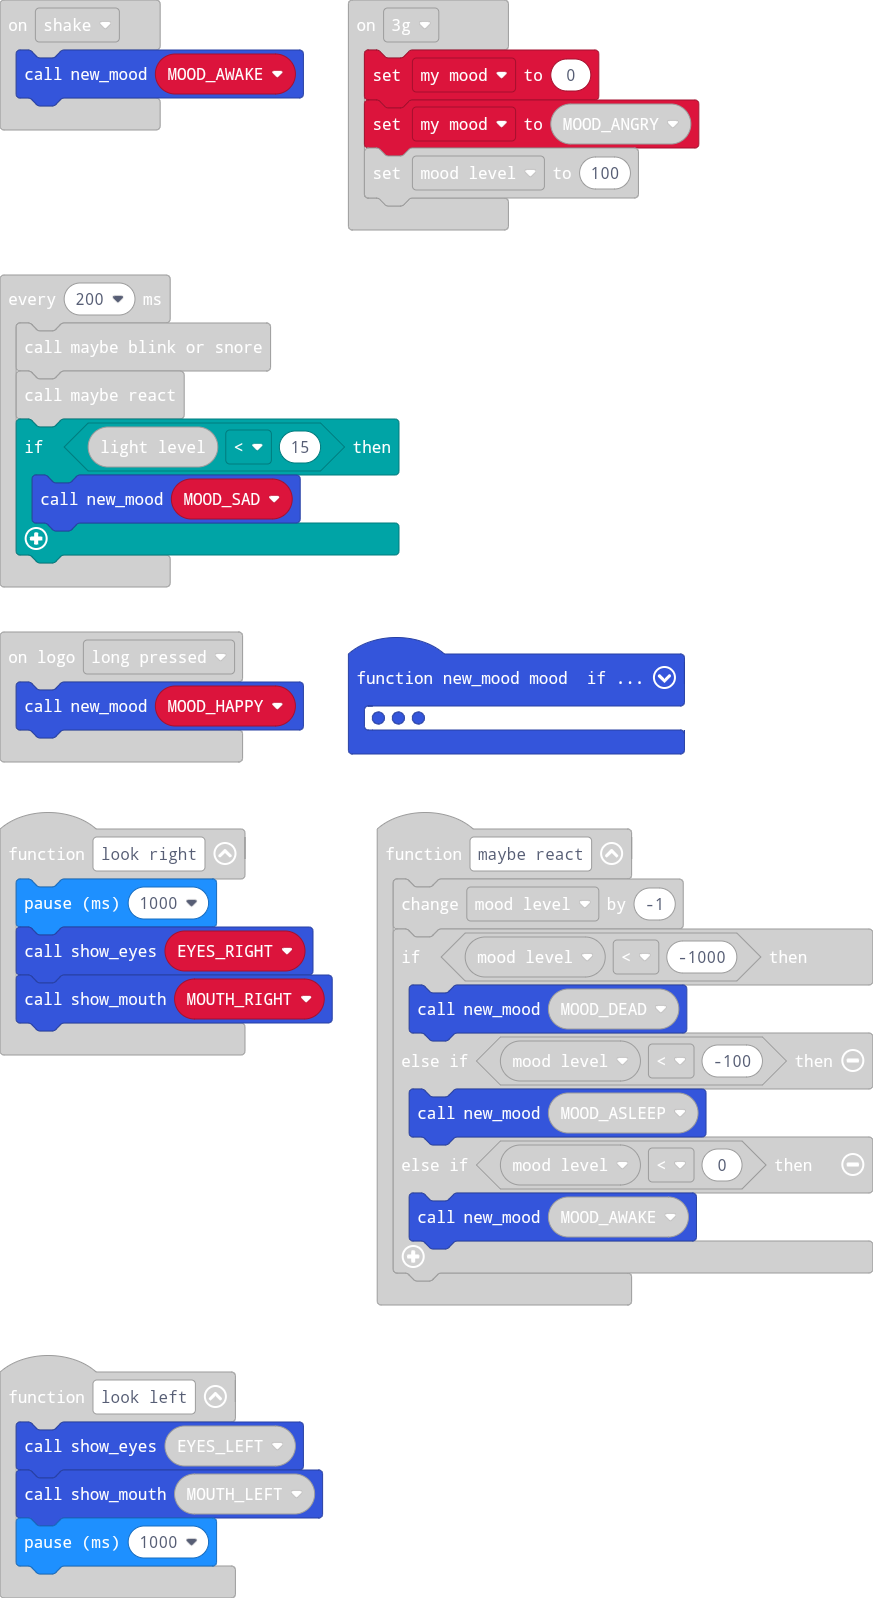 on shake
call new_mood MOOD_AWAKE
on 3g
set my mood to 0
set my mood to MOOD_ANGRY
set mood level to 100
every 200 ms
call maybe blink or snore
call maybe react
if light level < 15 then
call new_mood MOOD_SAD
on logo long pressed
call new_mood MOOD_HAPPY
function new_mood mood if ...
function look right
pause (ms) 1000
call show_eyes EYES_RIGHT
call show_mouth MOUTH_RIGHT
function maybe react
change mood level by -1
if mood level < -1000 then
call new_mood MOOD_DEAD
else if mood level < -100 then
call new_mood MOOD_ASLEEP
else if mood level < 0 then
call new_mood MOOD_AWAKE
function look left
call show_eyes EYES_LEFT
call show_mouth MOUTH_LEFT
pause (ms) 1000